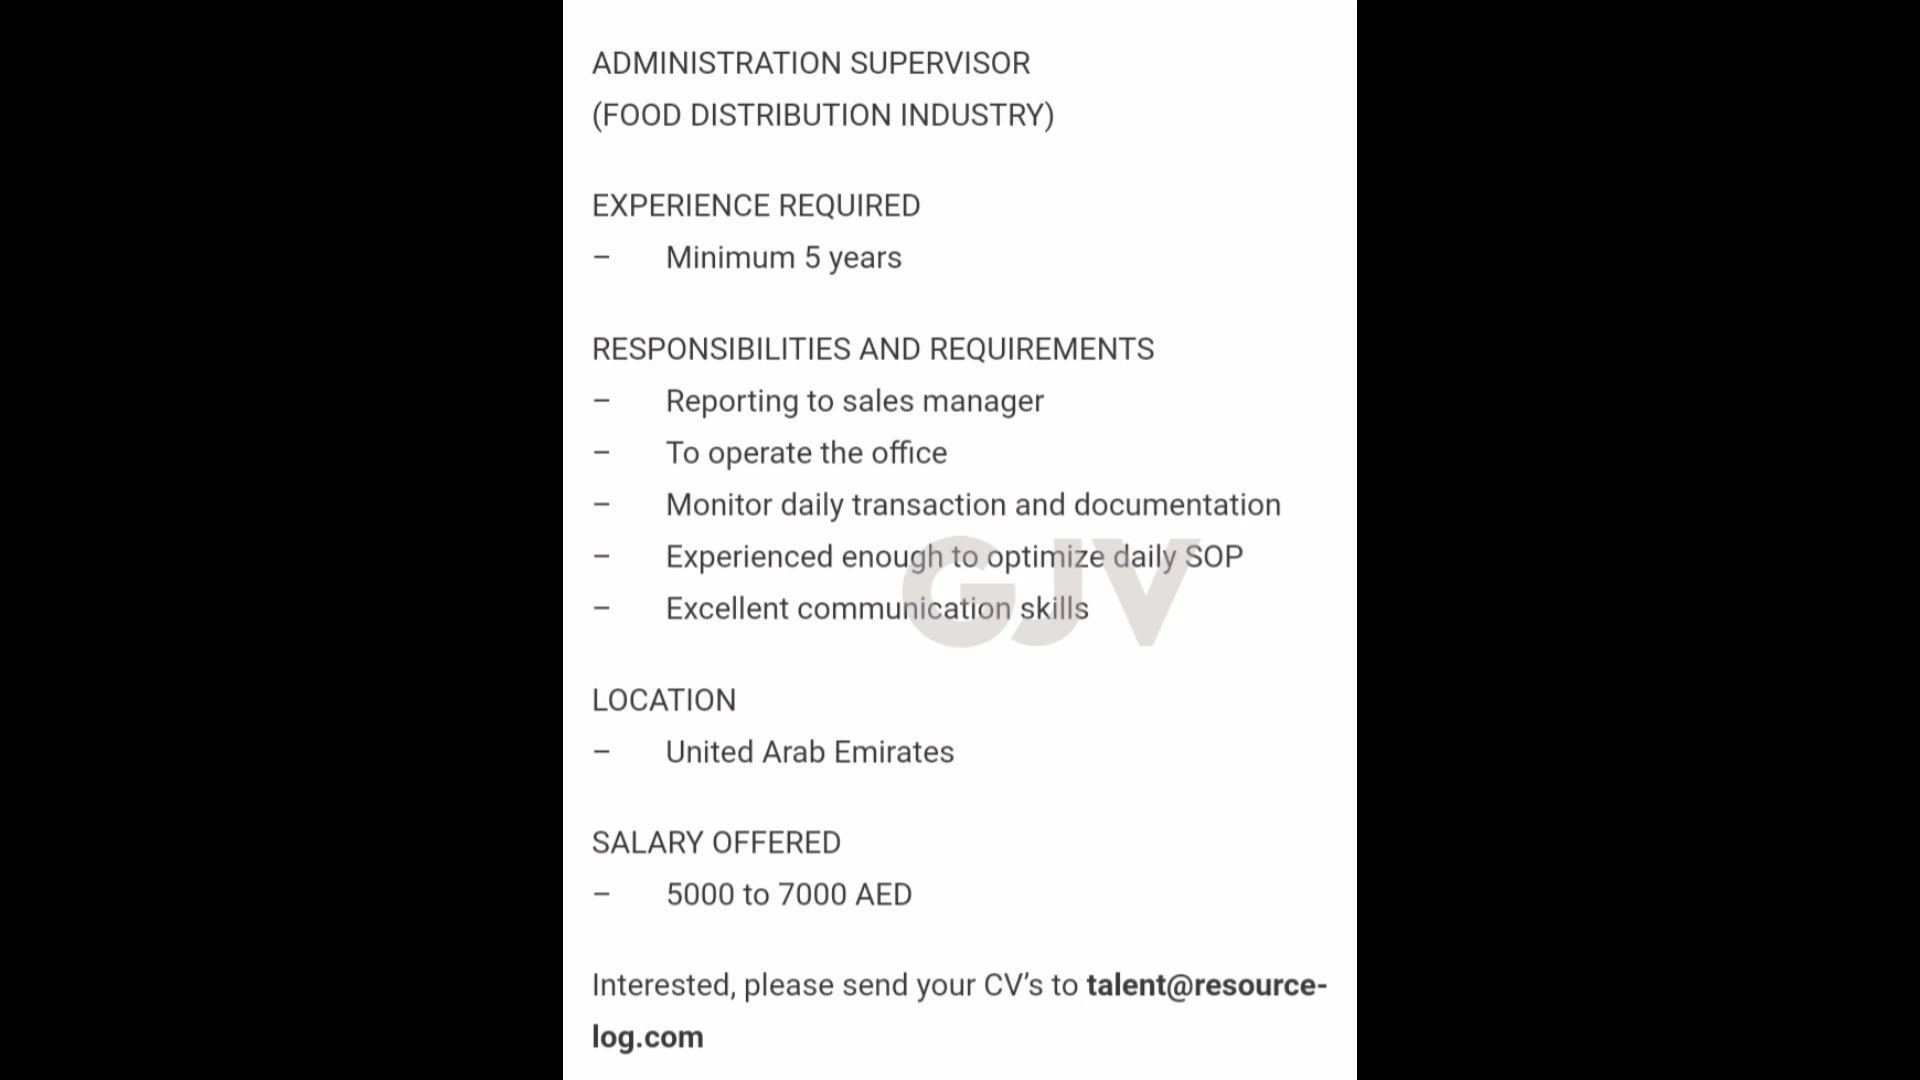 ADMINISTRATION SUPERVISOR
(FOOD DISTRIBUTION INDUSTRY)
EXPERIENCE REQUIRED
– Minimum 5 years
RESPONSIBILITIES AND REQUIREMENTS
– Reporting to sales manager
– To operate the office
– Monitor daily transaction and documentation
– Experienced enough to optimize daily SOP
– Excellent communication skills
GJV
LOCATION
– United Arab Emirates
SALARY OFFERED
– 5000 to 7000 AED
Interested, please send your CV’s to talent@resource-
log.com